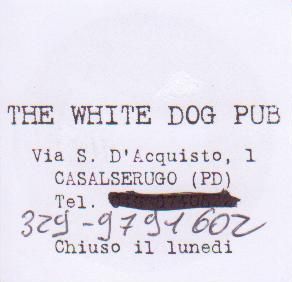 THE WHITE DOG PUB
Via S. D'Acquisto, 1
CASALSERUGO (PD)
Tel.
329-9791602
Chiuso il lunedi